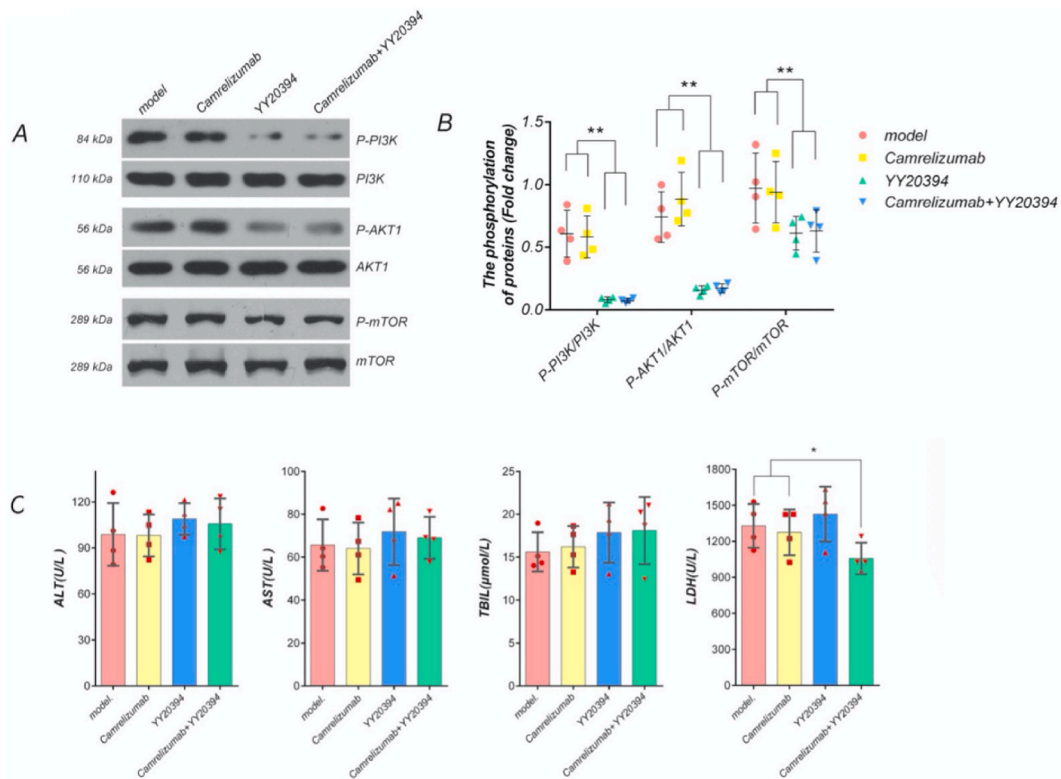 model
Camrelizumab
YY20394
Camrelizumab+YY20394
A
84 kDa
P-PI3K
110 kDa
PI3K
56 kDa
P-AKT1
56 kDa
AKT1
289 kDa
P-mTOR
289 kDa
mTOR
B
The phosphorylation
of proteins (Fold change)
1.5
1.0
0.5
0.0
**
**
**
P-PI3K/PI3K
P-AKT1/AKT1
P-mTOR/mTOR
model
Camrelizumab
YY20394
Camrelizumab+YY20394
C
ALT(U/L )
120
90
60
30
0
model.
Camrelizumab
YY20394
Camrelizumab+YY20394
AST(U/L )
100
80
60
40
20
0
model.
Camrelizumab
YY20394
Camrelizumab+YY20394
TBIL(μmol/L)
25
20
15
10
5
0
model.
Camrelizumab
YY20394
Camrelizumab+YY20394
LDH(U/L)
1800
1500
1200
900
600
300
0
*
model.
Camrelizumab
YY20394
Camrelizumab+YY20394